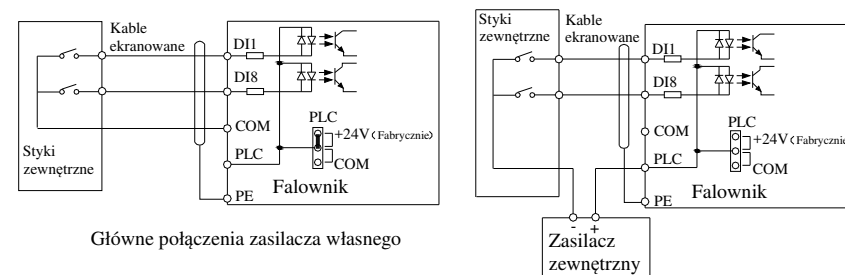 Styki
zewnętrzne
Kable
ekranowane
DI1
DI8
COM
PLC
PE
PLC
+24V（Fabrycznie）
COM
Falownik
Główne połączenia zasilacza własnego
Styki
zewnętrzne
Kable
ekranowane
DI1
DI8
COM
PLC
PE
PLC
+24V（Fabrycznie
COM
Falownik
- +
Zasilacz
zewnętrzny